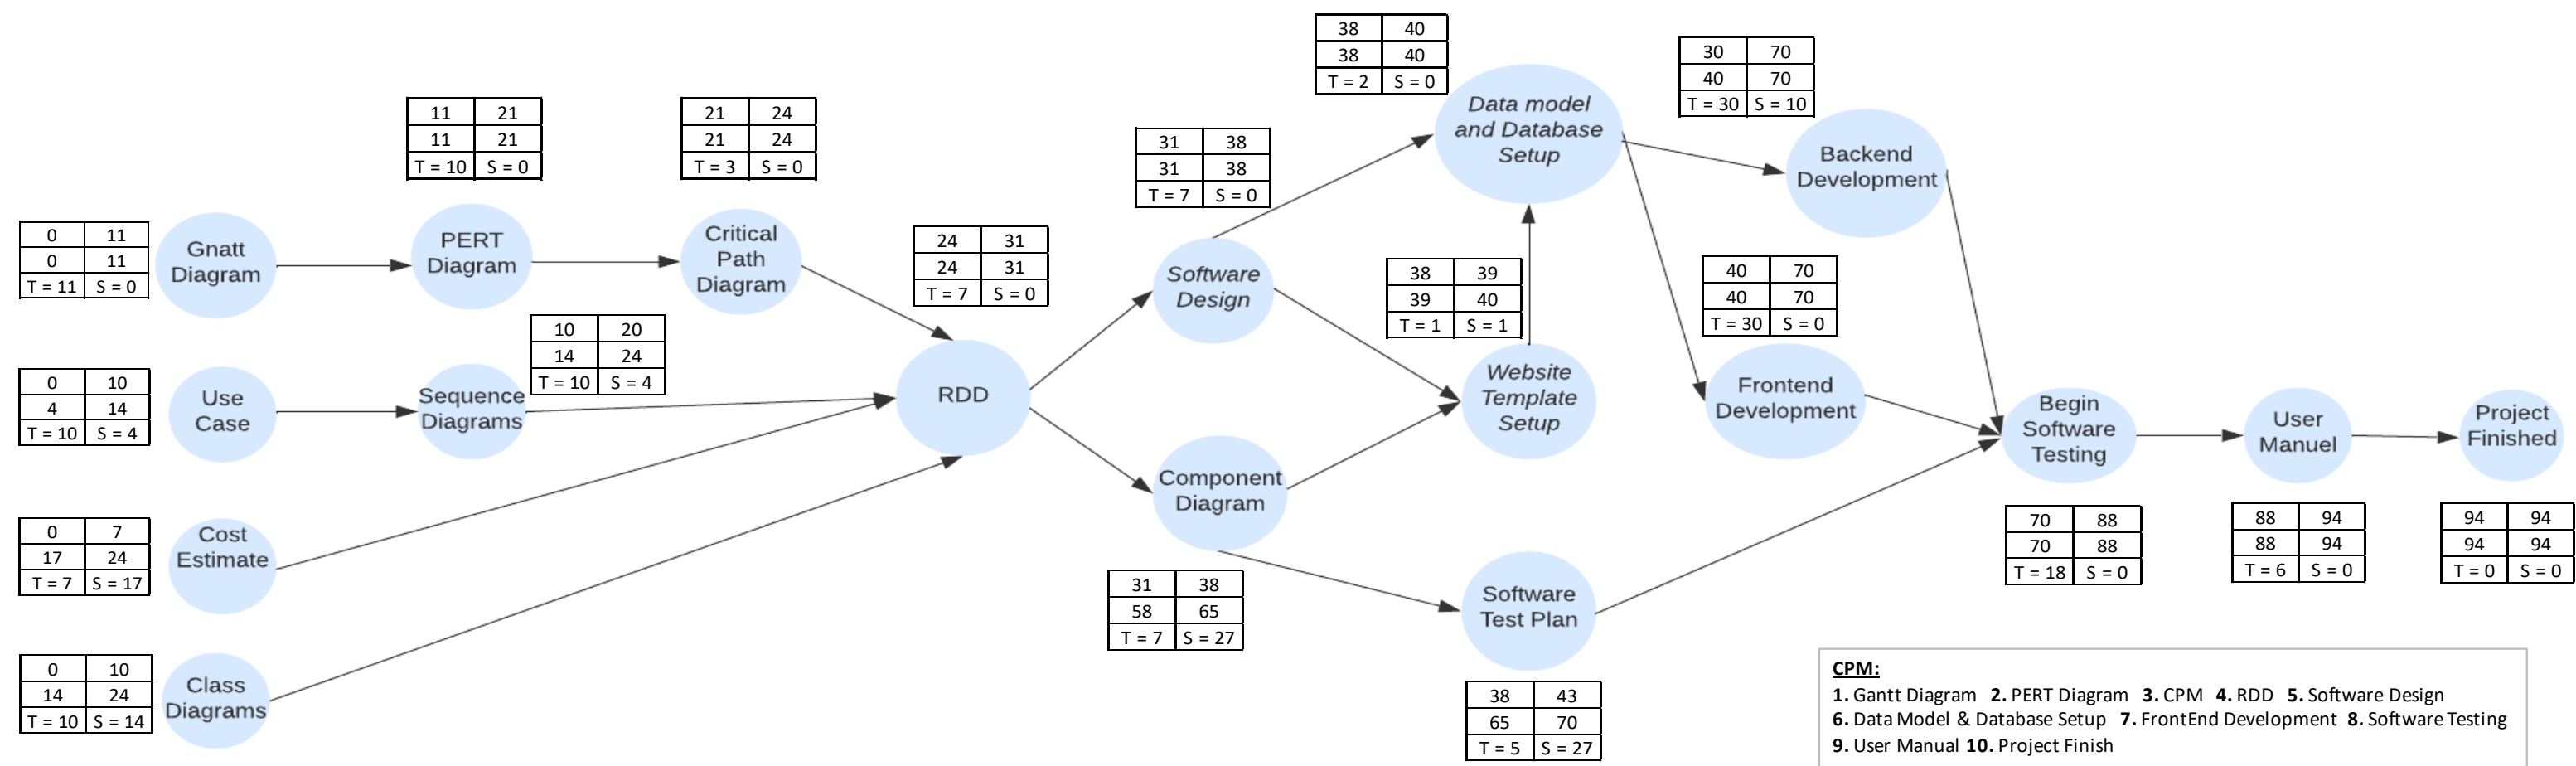 38 40
38 40
T = 2 S = 0
30 70
40 70
T = 30 S = 10
Data model
and Database
Setup
11 21
11 21
T = 10 S = 0
21 24
21 24
T = 3 S = 0
31 38
31 38
T = 7 S = 0
Backend
Development
0 11
0 11
T = 11 S = 0
Gnatt
Diagram
PERT
Diagram
Critical
Path
Diagram
24 31
24 31
T = 7 S = 0
Software
Design
38 39
39 40
T = 1 S = 1
40 70
40 70
T = 30 S = 0
10 20
14 24
T = 10 S = 4
0 10
4 14
T = 10 S = 4
Use
Case
Sequence
Diagrams
RDD
Website
Template
Setup
Frontend
Development
Begin
Software
Testing
User
Manuel
Project
Finished
0 7
17 24
T = 7 S = 17
Cost
Estimate
Component
Diagram
70 88
70 88
T = 18 S = 0
88 94
88 94
T = 6 S = 0
94 94
94 94
T = 0 S = 0
31 38
58 65
T = 7 S = 27
Software
Test Plan
0 10
14 24
T = 10 S = 14
Class
Diagrams
38 43
65 70
T = 5 S = 27
CPM:
1. Gantt Diagram 2. PERT Diagram 3. CPM 4. RDD 5. Software Design
6. Data Model & Database Setup 7. FrontEnd Development 8. Software Testing
9. User Manual 10. Project Finish